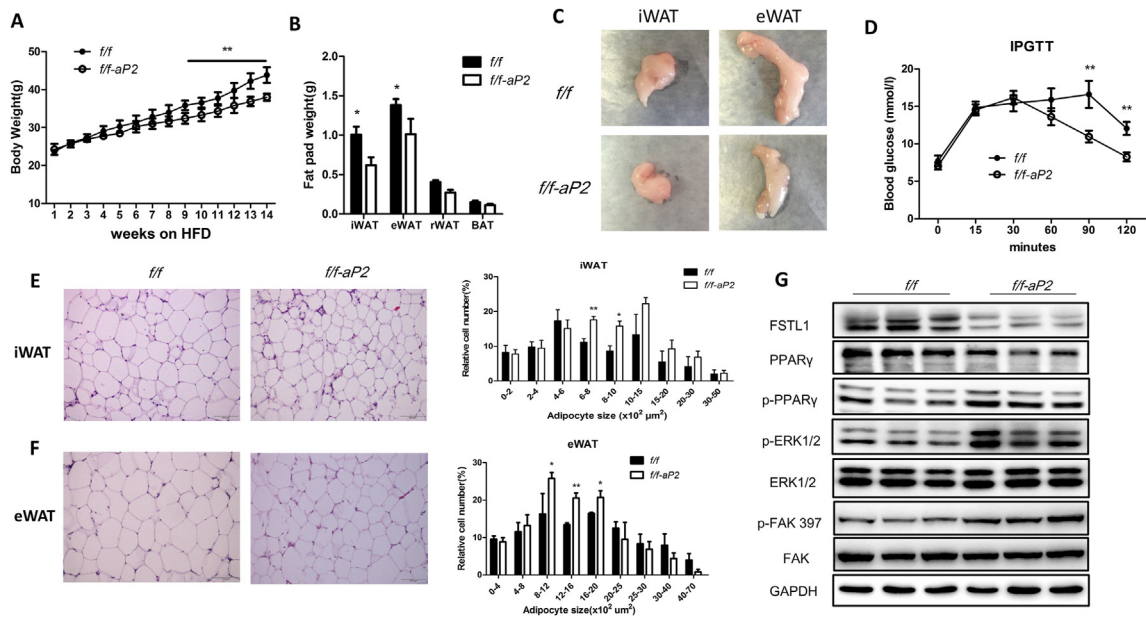 A
f/f
f/f-aP2
**
50
40
30
20
10
Body Weight(g)
1 2 3 4 5 6 7 8 9 10 11 12 13 14
weeks on HFD
B
f/f
f/f-aP2
2.0
1.5
1.0
0.5
0.0
Fat pad weight(g)
*
*
iWAT eWAT rWAT BAT
C
iWAT eWAT
f/f
f/f-aP2
D
IPGTT
20
15
10
5
0
Blood glucose (mmol/l)
**
**
f/f
f/f-aP2
0 15 30 60 90 120
minutes
E
f/f f/f-aP2
iWAT
iWAT
f/f
f/f-aP2
30
20
10
0
Relative cell number(%)
**
*
0-2 2-4 4-6 6-8 8-10 10-15 15-20 20-30 30-50
Adipocyte size (x10² µm²)
F
eWAT
eWAT
f/f
f/f-aP2
40
30
20
10
0
Relative cell number(%)
*
**
*
0-4 4-8 8-12 12-16 16-20 20-25 25-30 30-40 40-70
Adipocyte size(x10² um²)
G
f/f f/f-aP2
FSTL1
PPARγ
p-PPARγ
p-ERK1/2
ERK1/2
p-FAK 397
FAK
GAPDH